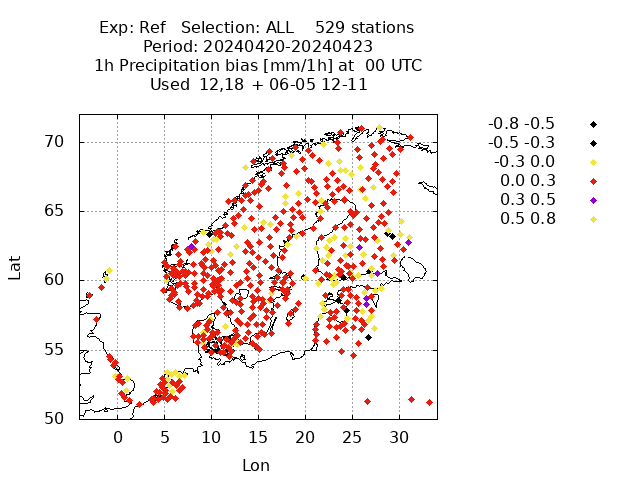 Exp: Ref Selection: ALL 529 stations
Period: 20240420-20240423
1h Precipitation bias [mm/1h] at 00 UTC
Used 12,18 + 06-05 12-11
-0.8 -0.5
-0.5 -0.3
-0.3 0.0
0.0 0.3
0.3 0.5
0.5 0.8
70
65
60
55
50
Lat
0 5 10 15 20 25 30
Lon